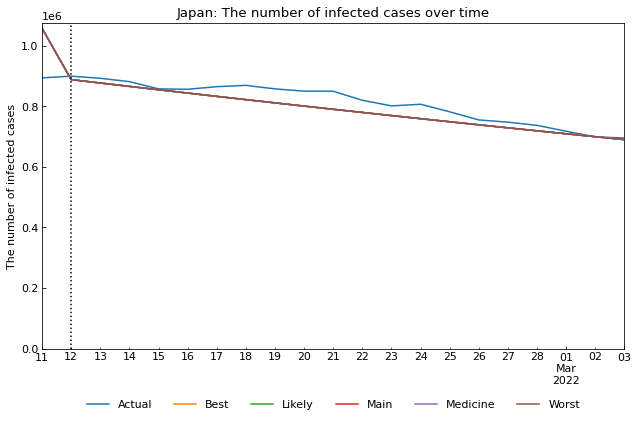 Japan: The number of infected cases over time
1e6
1.0
0.8
0.6
0.4
0.2
0.0
The number of infected cases
11 12 13 14 15 16 17 18 19 20 21 22 23 24 25 26 27 28 01 02 03
Mar
2022
Actual Best Likely Main Medicine Worst